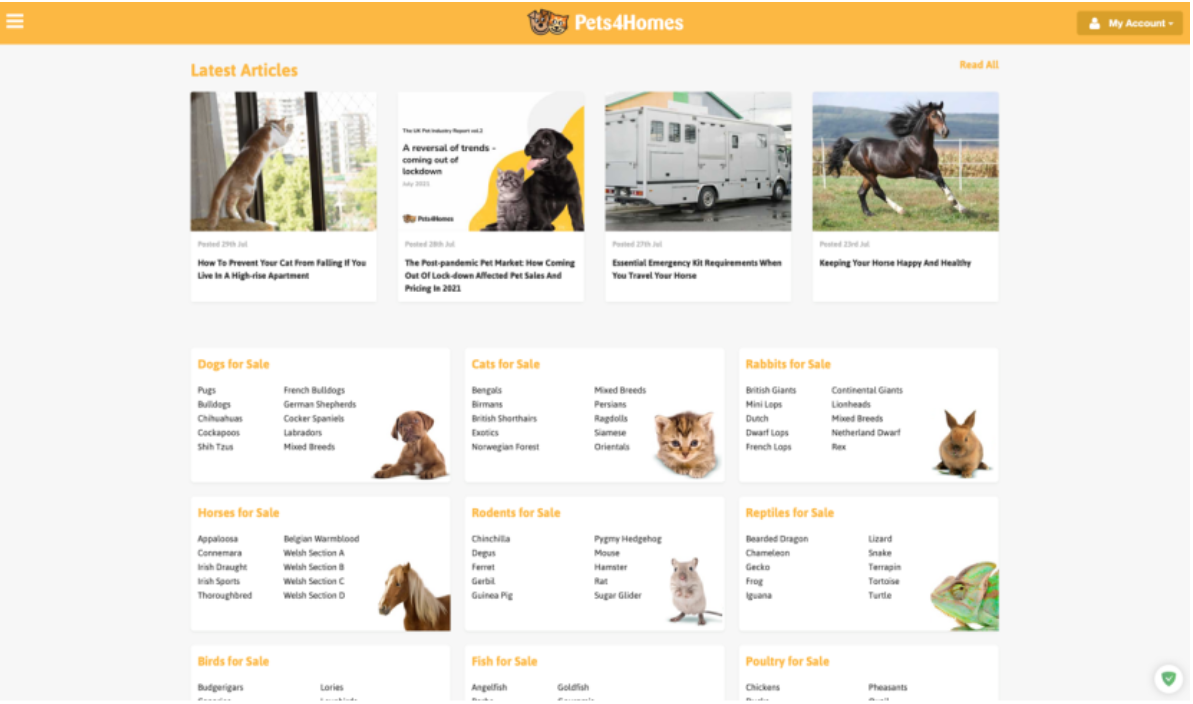 Pets4Homes
My Account
Latest Articles
Read All
The UK Pet Industry Report vol.2
A reversal of trends -
coming out of
lockdown
July 2021
Pets4Homes
Posted 29th Jul
How To Prevent Your Cat From Falling If You
Live In A High-rise Apartment
Posted 28th Jul
The Post-pandemic Pet Market: How Coming
Out Of Lock-down Affected Pet Sales And
Pricing In 2021
Posted 27th Jul
Essential Emergency Kit Requirements When
You Travel Your Horse
Posted 23rd Jul
Keeping Your Horse Happy And Healthy
Dogs for Sale
Pugs French Bulldogs
Bulldogs German Shepherds
Chihuahuas Cocker Spaniels
Cockapoos Labradors
Shih Tzus Mixed Breeds
Cats for Sale
Bengals Mixed Breeds
Birmans Persians
British Shorthairs Ragdolls
Exotics Siamese
Norwegian Forest Orientals
Rabbits for Sale
British Giants Continental Giants
Mini Lops Lionheads
Dutch Mixed Breeds
Dwarf Lops Netherland Dwarf
French Lops Rex
Horses for Sale
Appaloosa Belgian Warmblood
Connemara Welsh Section A
Irish Draught Welsh Section B
Irish Sports Welsh Section C
Thoroughbred Welsh Section D
Rodents for Sale
Chinchilla Pygmy Hedgehog
Degus Mouse
Ferret Hamster
Gerbil Rat
Guinea Pig Sugar Glider
Reptiles for Sale
Bearded Dragon Lizard
Chameleon Snake
Gecko Terrapin
Frog Tortoise
Iguana Turtle
Birds for Sale
Budgerigars Lories
Fish for Sale
Angelfish Goldfish
Poultry for Sale
Chickens Pheasants